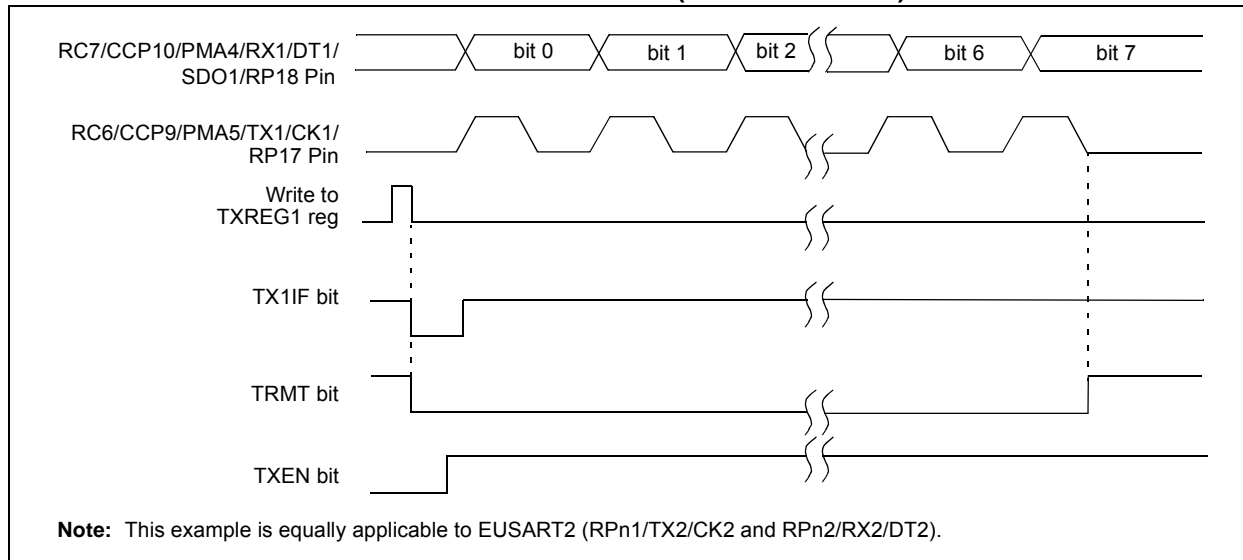 RC7/CCP10/PMA4/RX1/DT1/
SDO1/RP18 Pin
bit 0
bit 1
bit 2
bit 6
bit 7
RC6/CCP9/PMA5/TX1/CK1/
RP17 Pin
Write to
TXREG1 reg
TX1IF bit
TRMT bit
TXEN bit
Note: This example is equally applicable to EUSART2 (RPn1/TX2/CK2 and RPn2/RX2/DT2).